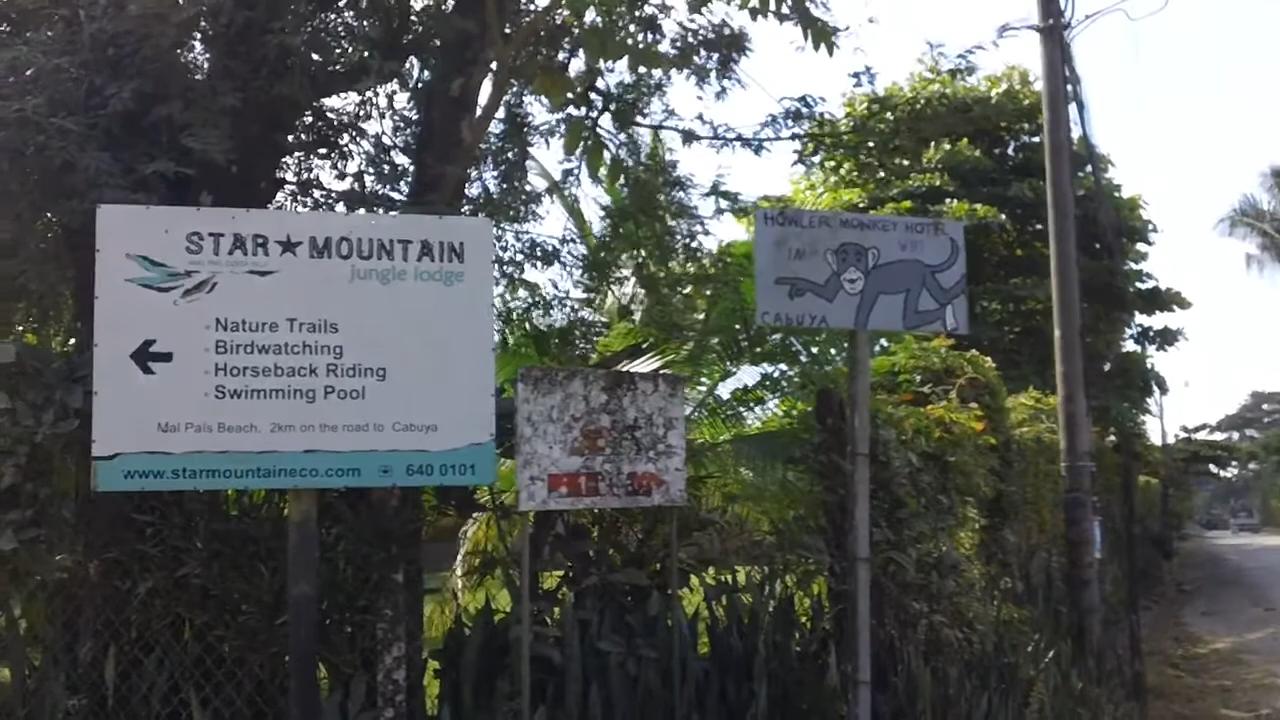 STAR★MOUNTAIN
jungle lodge
Nature Trails
Birdwatching
Horseback Riding
Swimming Pool
Mal País Beach. 2km on the road to Cabuya
www.starmountaineco.com 640 0101
HOWLER MONKEY HOTEL
CAbUYA